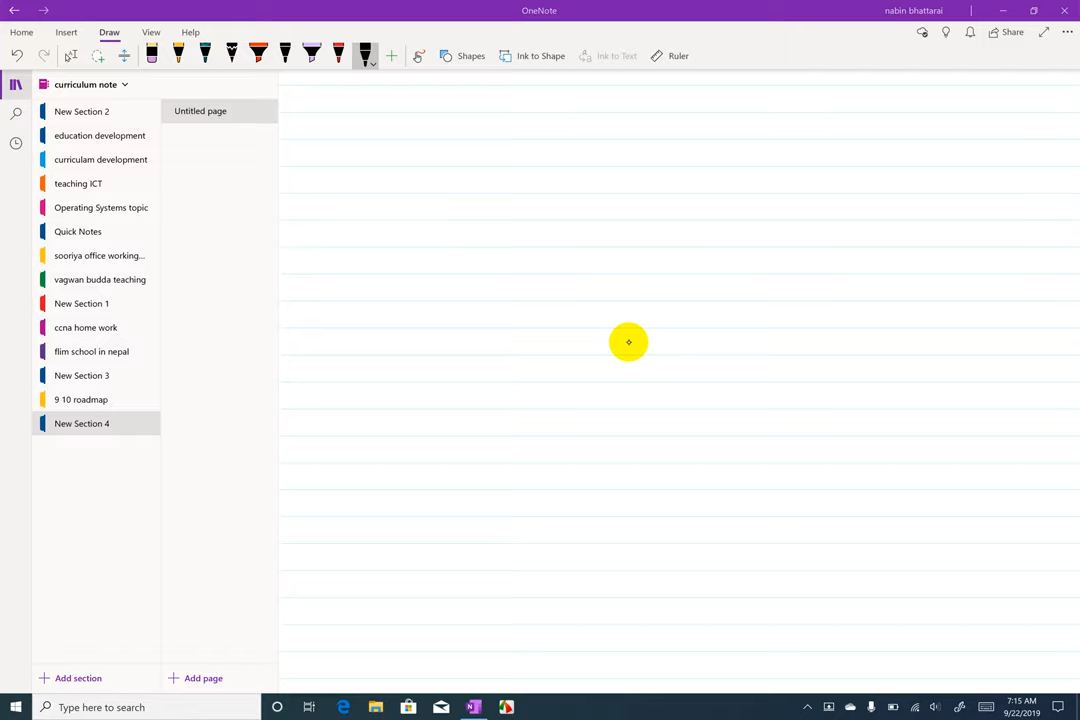 OneNote
nabin bhattarai
Home Insert Draw View Help
Share
Shapes Ink to Shape Ink to Text Ruler
curriculum note
New Section 2
education development
curriculam development
teaching ICT
Operating Systems topic
Quick Notes
sooriya office working...
vagwan budda teaching
New Section 1
ccna home work
flim school in nepal
New Section 3
9 10 roadmap
New Section 4
Untitled page
Add section
Add page
Type here to search
7:15 AM
9/22/2019